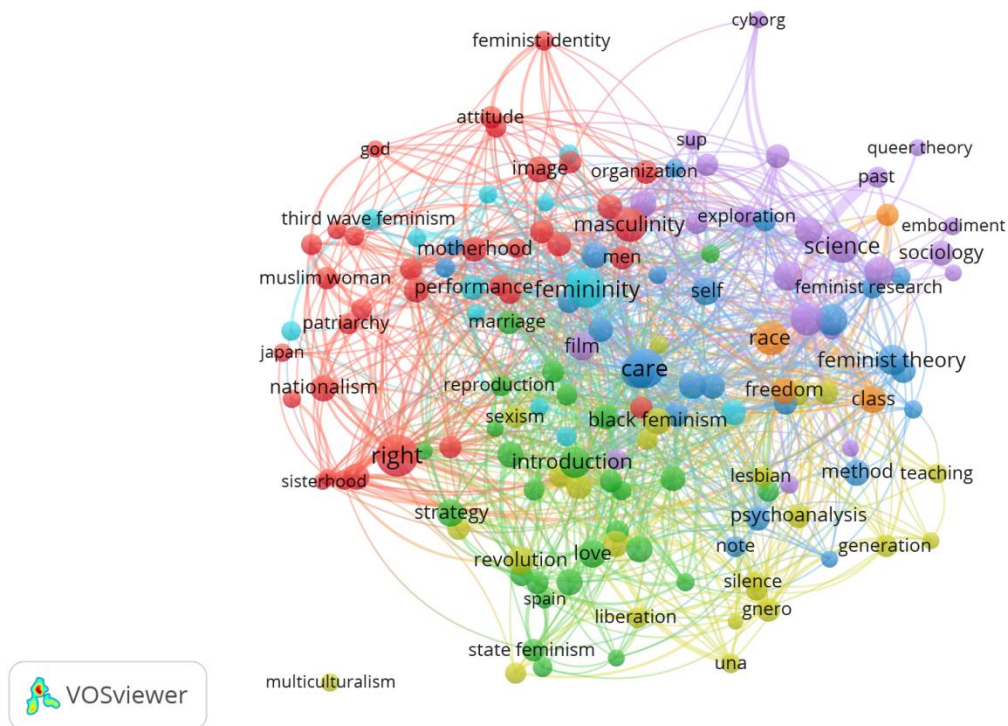 cyborg
feminist identity
attitude
sup
god
image
organization
queer theory
past
third wave feminism
masculinity
exploration
embodiment
motherhood
men
science
sociology
muslim woman
performance
femininity
self
feminist research
patriarchy
marriage
japan
film
race
feminist theory
care
nationalism
reproduction
freedom
class
sexism
black feminism
right
introduction
sisterhood
lesbian
method
teaching
strategy
psychoanalysis
revolution
love
note
generation
silence
spain
liberation
gnero
state feminism
una
multiculturalism
VOSviewer